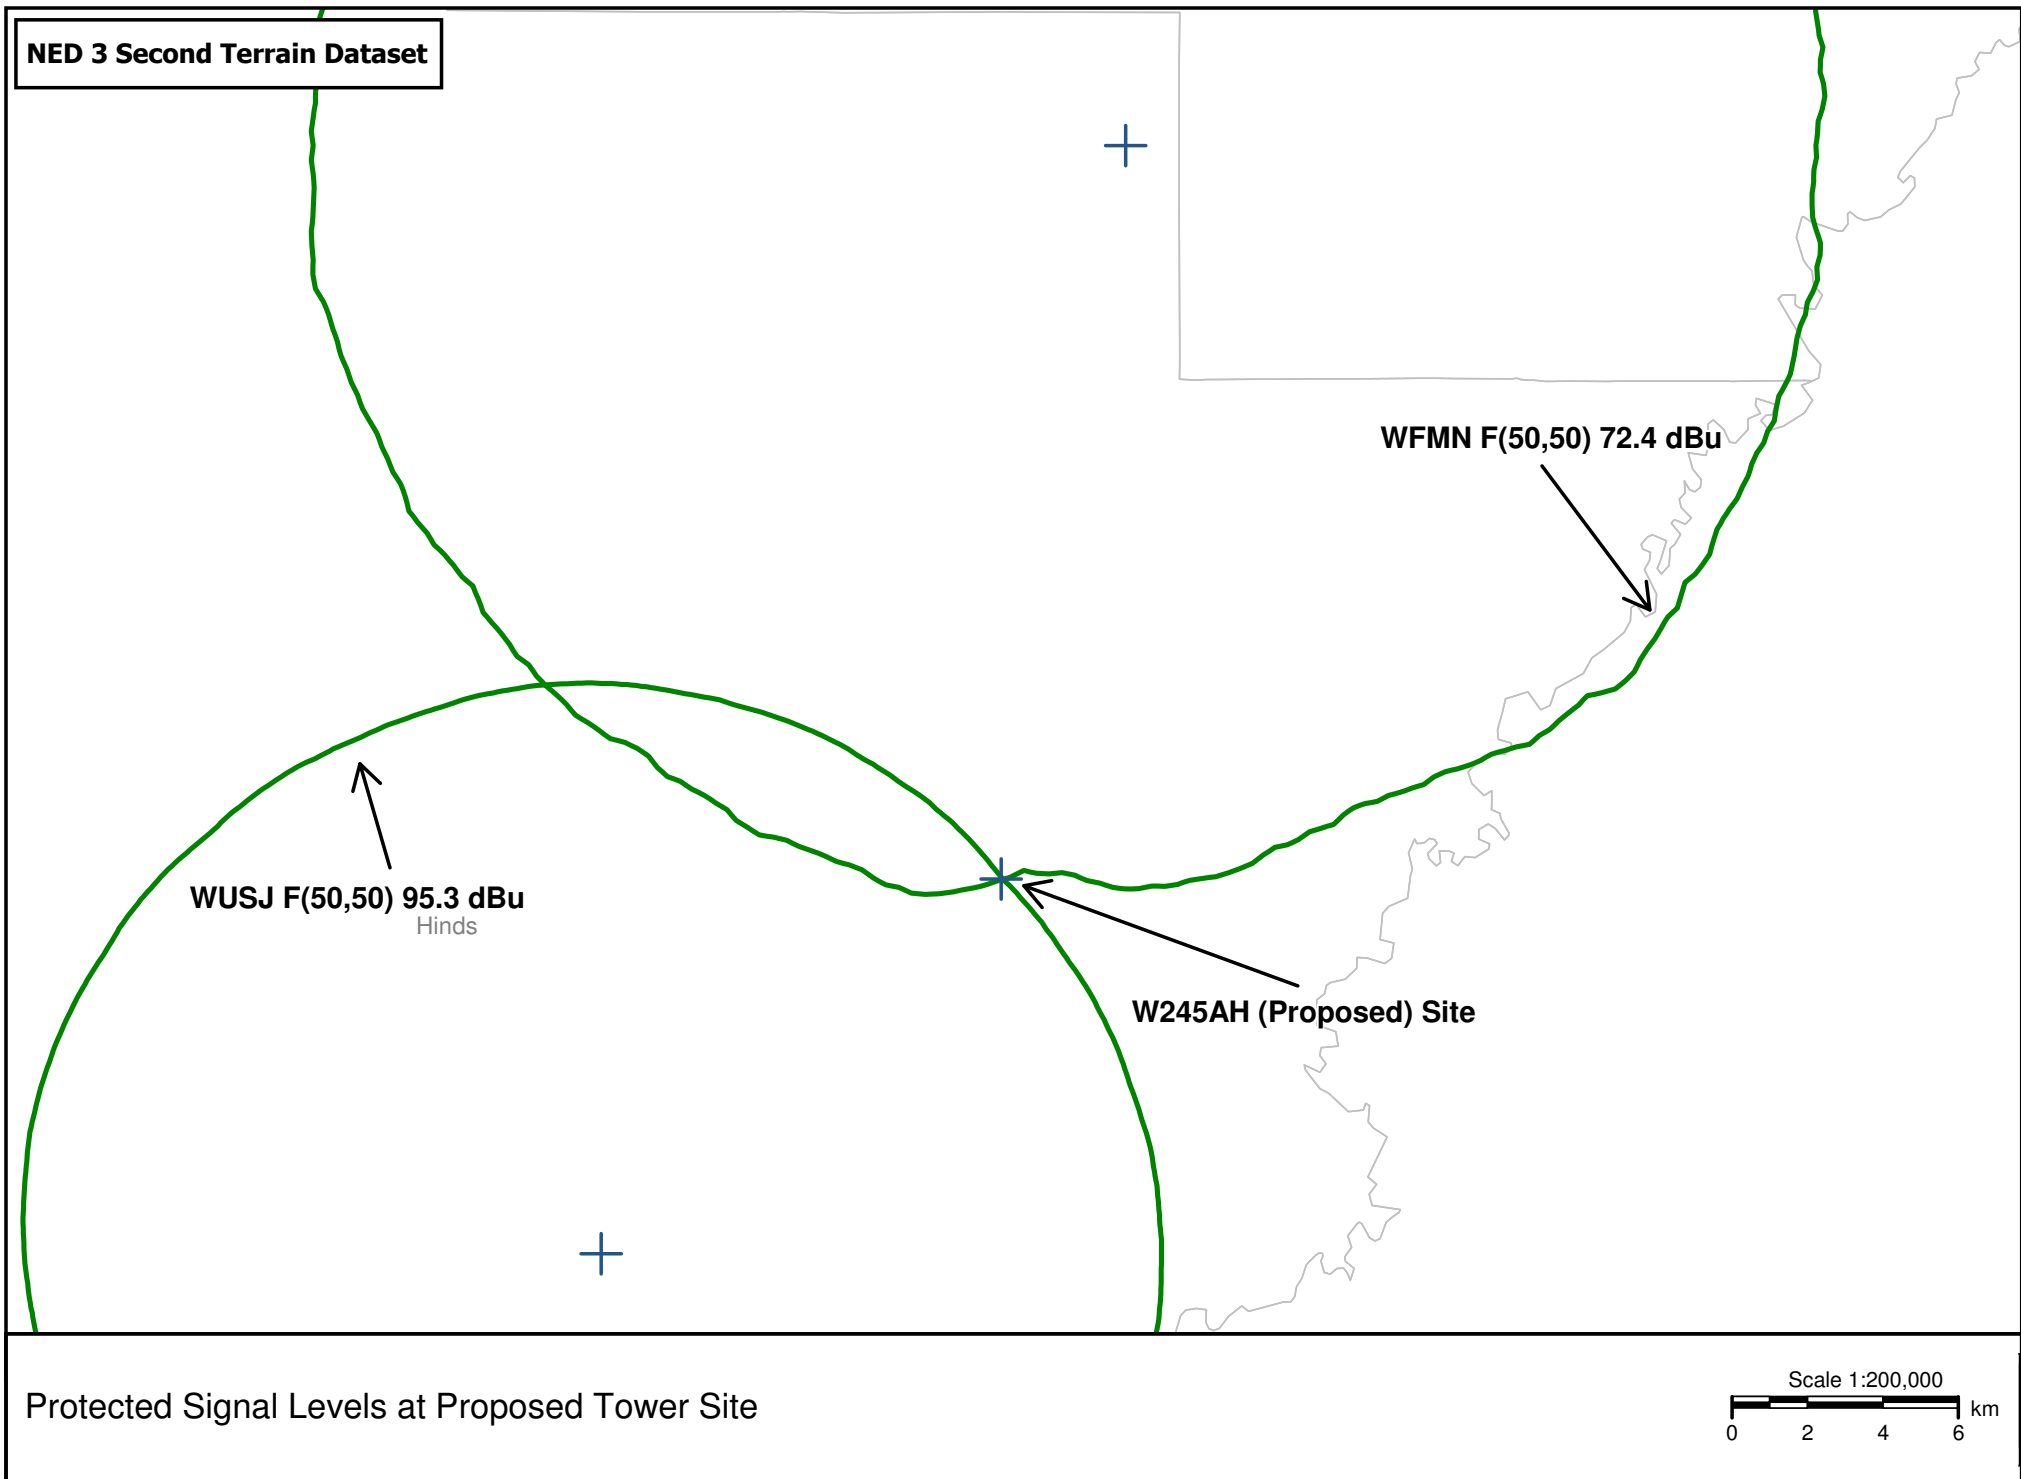 NED 3 Second Terrain Dataset
WFMN F(50,50) 72.4 dBu
WUSJ F(50,50) 95.3 dBu
Hinds
W245AH (Proposed) Site
Protected Signal Levels at Proposed Tower Site
Scale 1:200,000
km
0 2 4 6